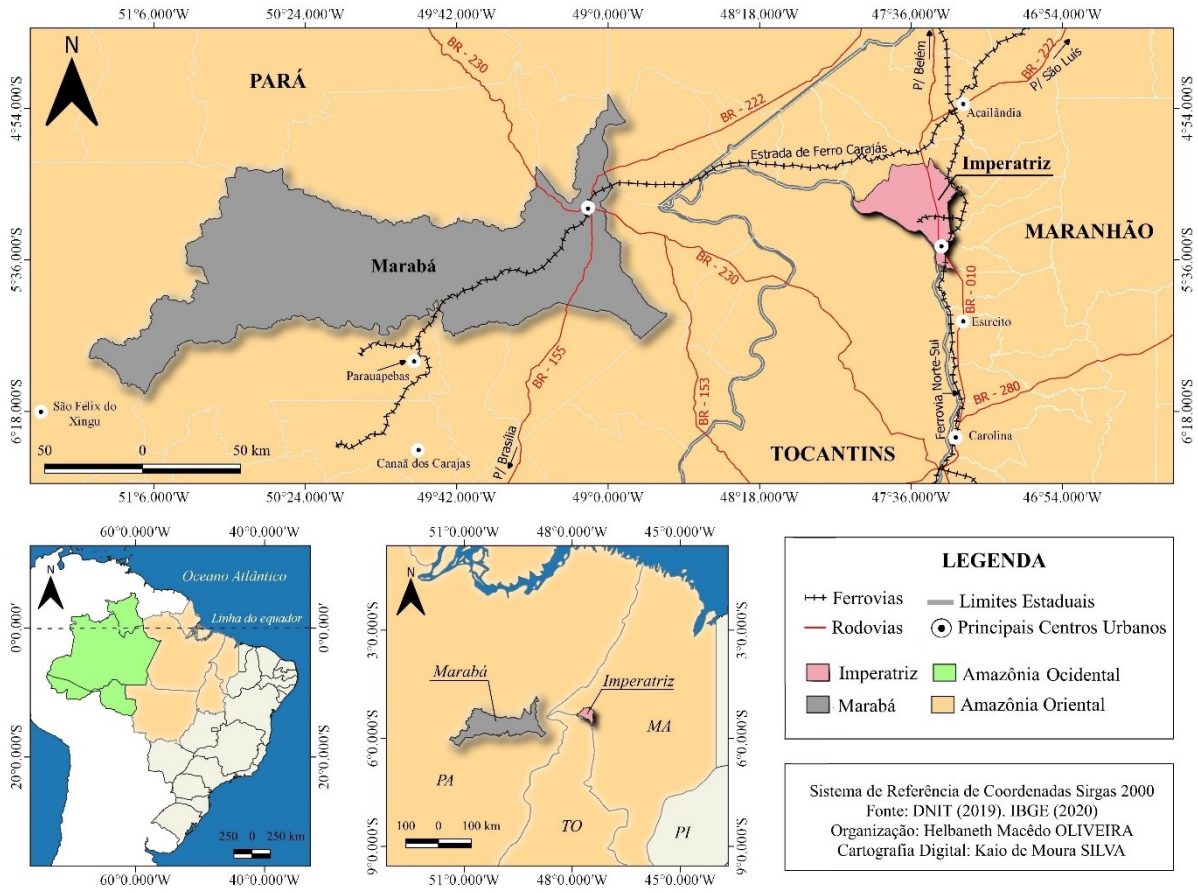 51°6.000'W 50°24.000'W 49°42.000'W 49°0.000'W 48°18.000'W 47°36.000'W 46°54.000'W
N
PARÁ
BR - 230
BR - 222
P/ Belém
BR - 222
P/ São Luís
4°54.000'S
4°54.000'S
Açailândia
Estrada de Ferro Carajás
Imperatriz
MARANHÃO
Marabá
5°36.000'S
5°36.000'S
BR - 230
BR - 010
Estreito
Parauapebas
BR - 155
BR - 153
Ferrovia Norte-Sul
BR - 280
São Félix do
Xingu
6°18.000'S
6°18.000'S
Carolina
Canaã dos Carajas
P/ Brasília
TOCANTINS
50 0 50 km
51°6.000'W 50°24.000'W 49°42.000'W 49°0.000'W 48°18.000'W 47°36.000'W 46°54.000'W
60°0.000'W 40°0.000'W
N
Oceano Atlântico
Linha do equador
0°0.000'
0°0.000'
20°0.000'S
20°0.000'S
250 0 250 km
60°0.000'W 40°0.000'W
51°0.000'W 48°0.000'W 45°0.000'W
N
3°0.000'S
3°0.000'S
Marabá
Imperatriz
MA
6°0.000'S
6°0.000'S
PA
TO
PI
100 0 100 km
9°0.000'S
9°0.000'S
51°0.000'W 48°0.000'W 45°0.000'W
LEGENDA
Ferrovias
Limites Estaduais
Rodovias
Principais Centros Urbanos
Imperatriz
Amazônia Ocidental
Marabá
Amazônia Oriental
Sistema de Referência de Coordenadas Sirgas 2000
Fonte: DNIT (2019). IBGE (2020)
Organização: Helbaneth Macêdo OLIVEIRA
Cartografia Digital: Kaio de Moura SILVA